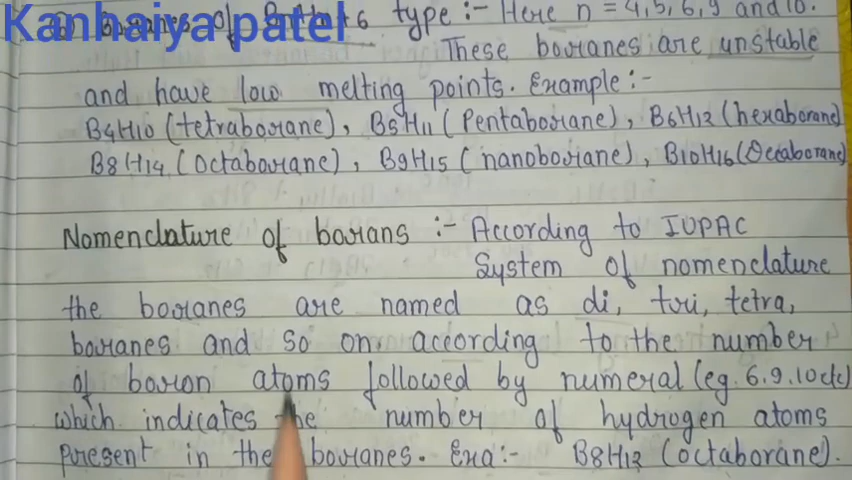 Kanhaiya patel
of type :- Here n = 4,5,6,9 and 10.
These boranes are unstable
and have low melting points. Example :-
B4H10 (tetraborane), B5H11 (Pentaborane), B6H12 (hexaborane)
B8H14 (Octaborane), B9H15 (nanoborane), B10H16
Nomenclature of borans :- According to IUPAC
System of nomenclature
the boranes are named as di, tri, tetra,
boranes and so on according to the number
of boron atoms followed by numeral (eg. 6.9.10etc)
which indicates the number of hydrogen atoms
present in the boranes. Exa:- B8H12 (octaborane).